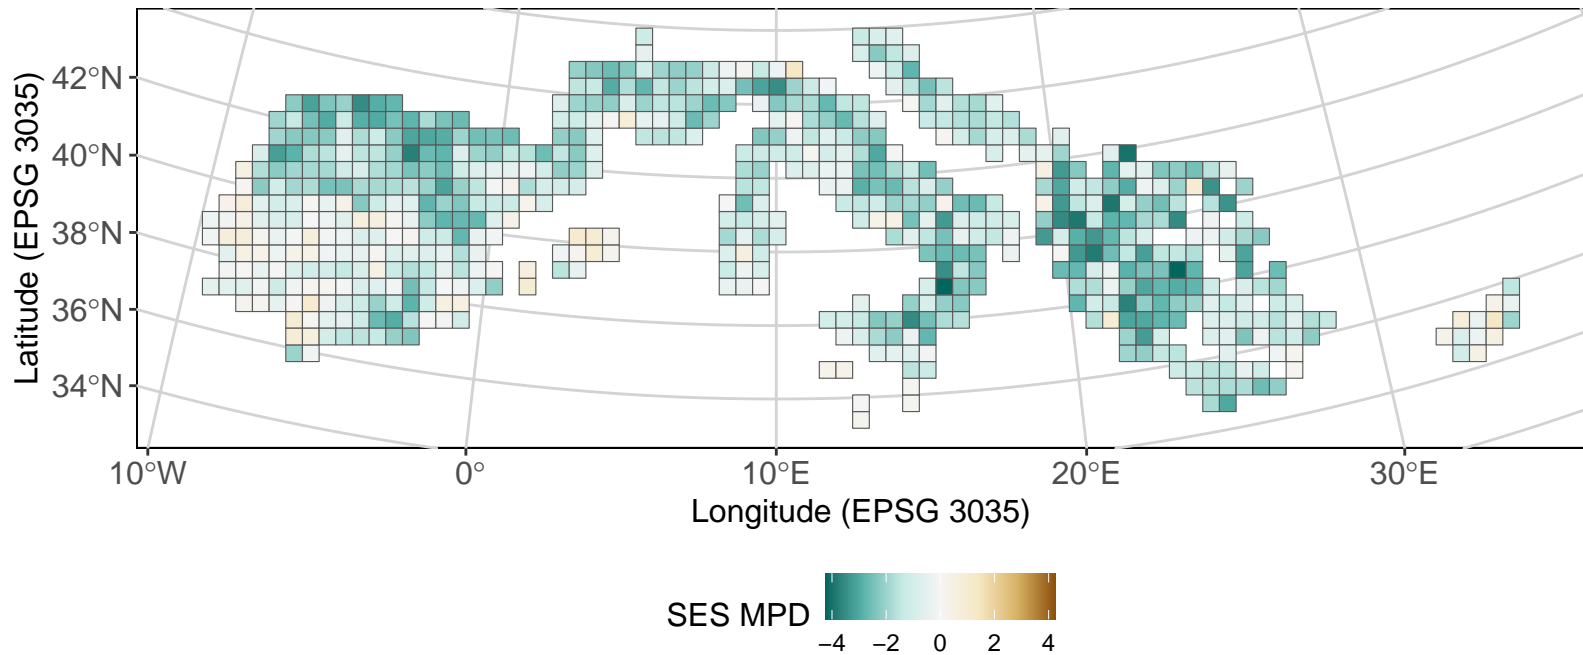 42°N
40°N
38°N
36°N
34°N
Latitude (EPSG 3035)
10°W 0° 10°E 20°E 30°E
Longitude (EPSG 3035)
SES MPD
−4 −2 0 2 4